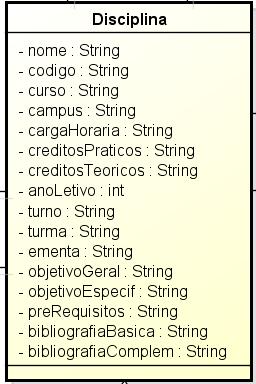 Disciplina
- nome : String
- codigo : String
- curso : String
- campus : String
- cargaHoraria : String
- creditosPraticos : String
- creditosTeoricos : String
- anoLetivo : int
- turno : String
- turma : String
- ementa : String
- objetivoGeral : String
- objetivoEspecif : String
- preRequisitos : String
- bibliografiaBasica : String
- bibliografiaComplem : String